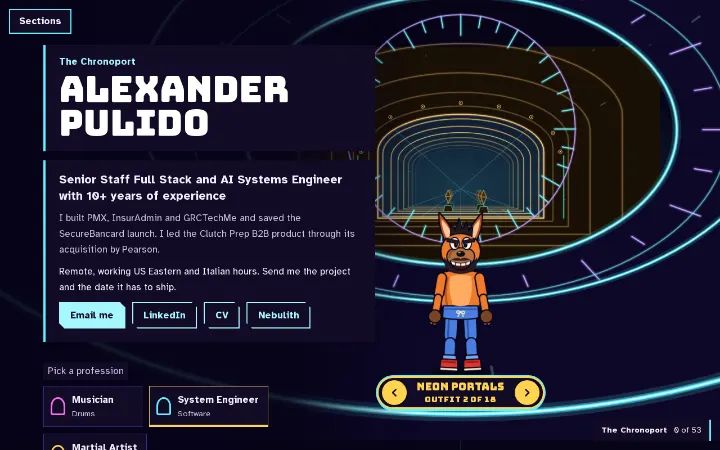 Sections
The Chronoport
ALEXANDER
PULIDO
Senior Staff Full Stack and AI Systems Engineer
with 10+ years of experience
I built PMX, InsurAdmin and GRCTechMe and saved the
SecureBancard launch. I led the Clutch Prep B2B product through its
acquisition by Pearson.
Remote, working US Eastern and Italian hours. Send me the project
and the date it has to ship.
Email me
LinkedIn
CV
Nebulith
Pick a profession
Musician
Drums
System Engineer
Software
Martial Artist
NEON PORTALS
OUTFIT 2 OF 18
The Chronoport 0 of 53